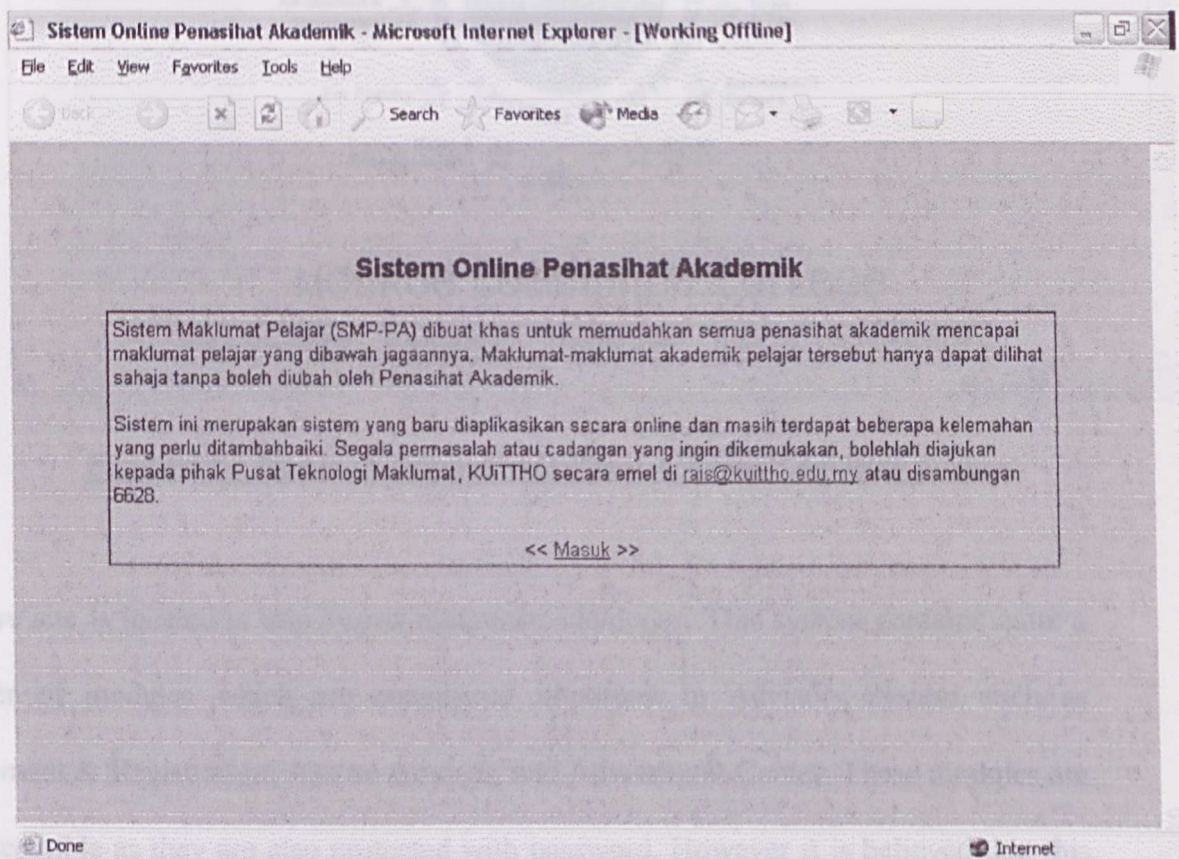 Sistem Online Penasihat Akademik - Microsoft Internet Explorer - [Working Offline]
File Edit View Favorites Tools Help
Back Search Favorites Media
Sistem Online Penasihat Akademik
Sistem Maklumat Pelajar (SMP-PA) dibuat khas untuk memudahkan semua penasihat akademik mencapai
maklumat pelajar yang dibawah jagaannya. Maklumat-maklumat akademik pelajar tersebut hanya dapat dilihat
sahaja tanpa boleh diubah oleh Penasihat Akademik.
Sistem ini merupakan sistem yang baru diaplikasikan secara online dan masih terdapat beberapa kelemahan
yang perlu ditambahbaiki. Segala permasalah atau cadangan yang ingin dikemukakan, bolehlah diajukan
kepada pihak Pusat Teknologi Maklumat, KUiTTHO secara emel di rais@kuittho.edu.my atau disambungan
6628.
<< Masuk >>
Done Internet